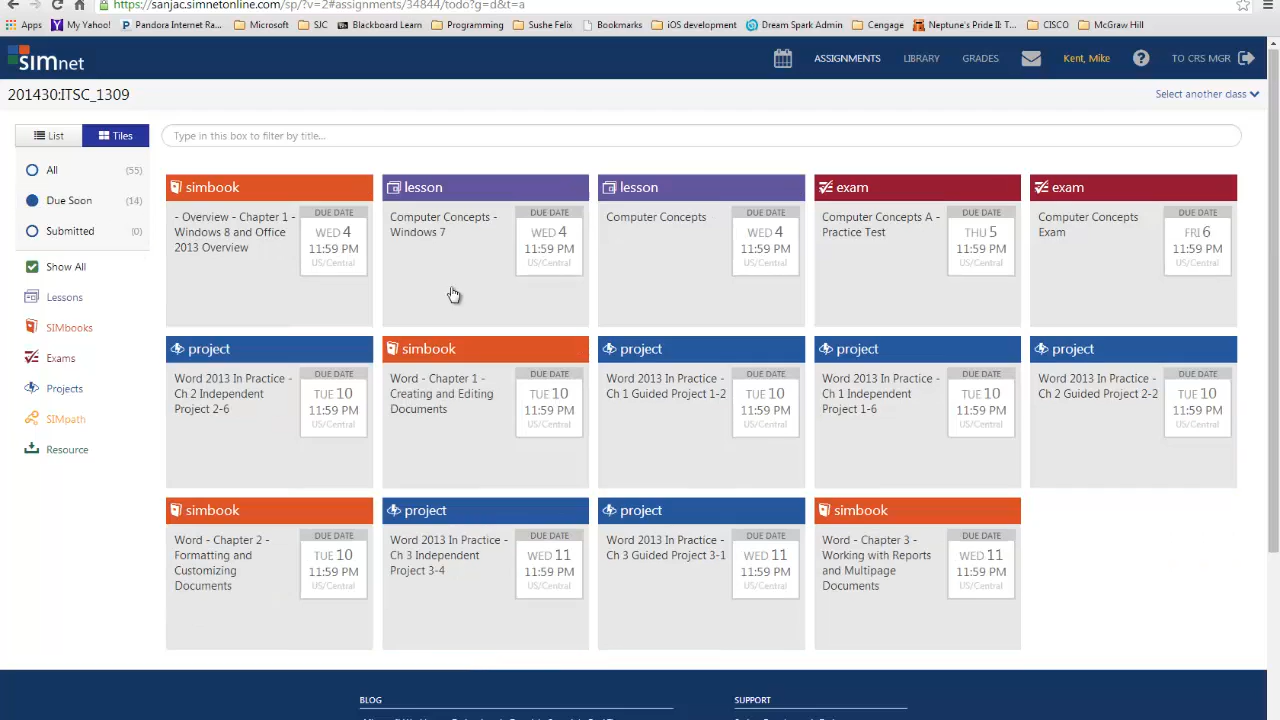 https://sanjac.simnetonline.com/sp/?v=2#assignments/34844/todo?g=d&t=a
Apps Yahoo! Pandora Internet Ra... Microsoft SJC Blackboard Learn Programming Sushe Felix Bookmarks iOS development Dream Spark Admin Cengage Neptune's Pride II: T... CISCO McGraw Hill
SIMnet ASSIGNMENTS LIBRARY GRADES Kent, Mike ? TO CRS MGR
201430:ITSC_1309 Select another class
List Tiles Type in this box to filter by title...
All (55)
Due Soon (14)
Submitted (0)
Show All
Lessons
SIMbooks
Exams
Projects
SIMpath
Resource
simbook
- Overview - Chapter 1 -
Windows 8 and Office
2013 Overview
DUE DATE
WED 4
11:59 PM
US/Central
lesson
Computer Concepts -
Windows 7
DUE DATE
WED 4
11:59 PM
US/Central
lesson
Computer Concepts
DUE DATE
WED 4
11:59 PM
US/Central
exam
Computer Concepts A -
Practice Test
DUE DATE
THU 5
11:59 PM
US/Central
exam
Computer Concepts
Exam
DUE DATE
FRI 6
11:59 PM
US/Central
project
Word 2013 In Practice -
Ch 2 Independent
Project 2-6
DUE DATE
TUE 10
11:59 PM
US/Central
simbook
Word - Chapter 1 -
Creating and Editing
Documents
DUE DATE
TUE 10
11:59 PM
US/Central
project
Word 2013 In Practice -
Ch 1 Guided Project 1-2
DUE DATE
TUE 10
11:59 PM
US/Central
project
Word 2013 In Practice -
Ch 1 Independent
Project 1-6
DUE DATE
TUE 10
11:59 PM
US/Central
project
Word 2013 In Practice -
Ch 2 Guided Project 2-2
DUE DATE
TUE 10
11:59 PM
US/Central
simbook
Word - Chapter 2 -
Formatting and
Customizing
Documents
DUE DATE
TUE 10
11:59 PM
US/Central
project
Word 2013 In Practice -
Ch 3 Independent
Project 3-4
DUE DATE
WED 11
11:59 PM
US/Central
project
Word 2013 In Practice -
Ch 3 Guided Project 3-1
DUE DATE
WED 11
11:59 PM
US/Central
simbook
Word - Chapter 3 -
Working with Reports
and Multipage
Documents
DUE DATE
WED 11
11:59 PM
US/Central
BLOG SUPPORT